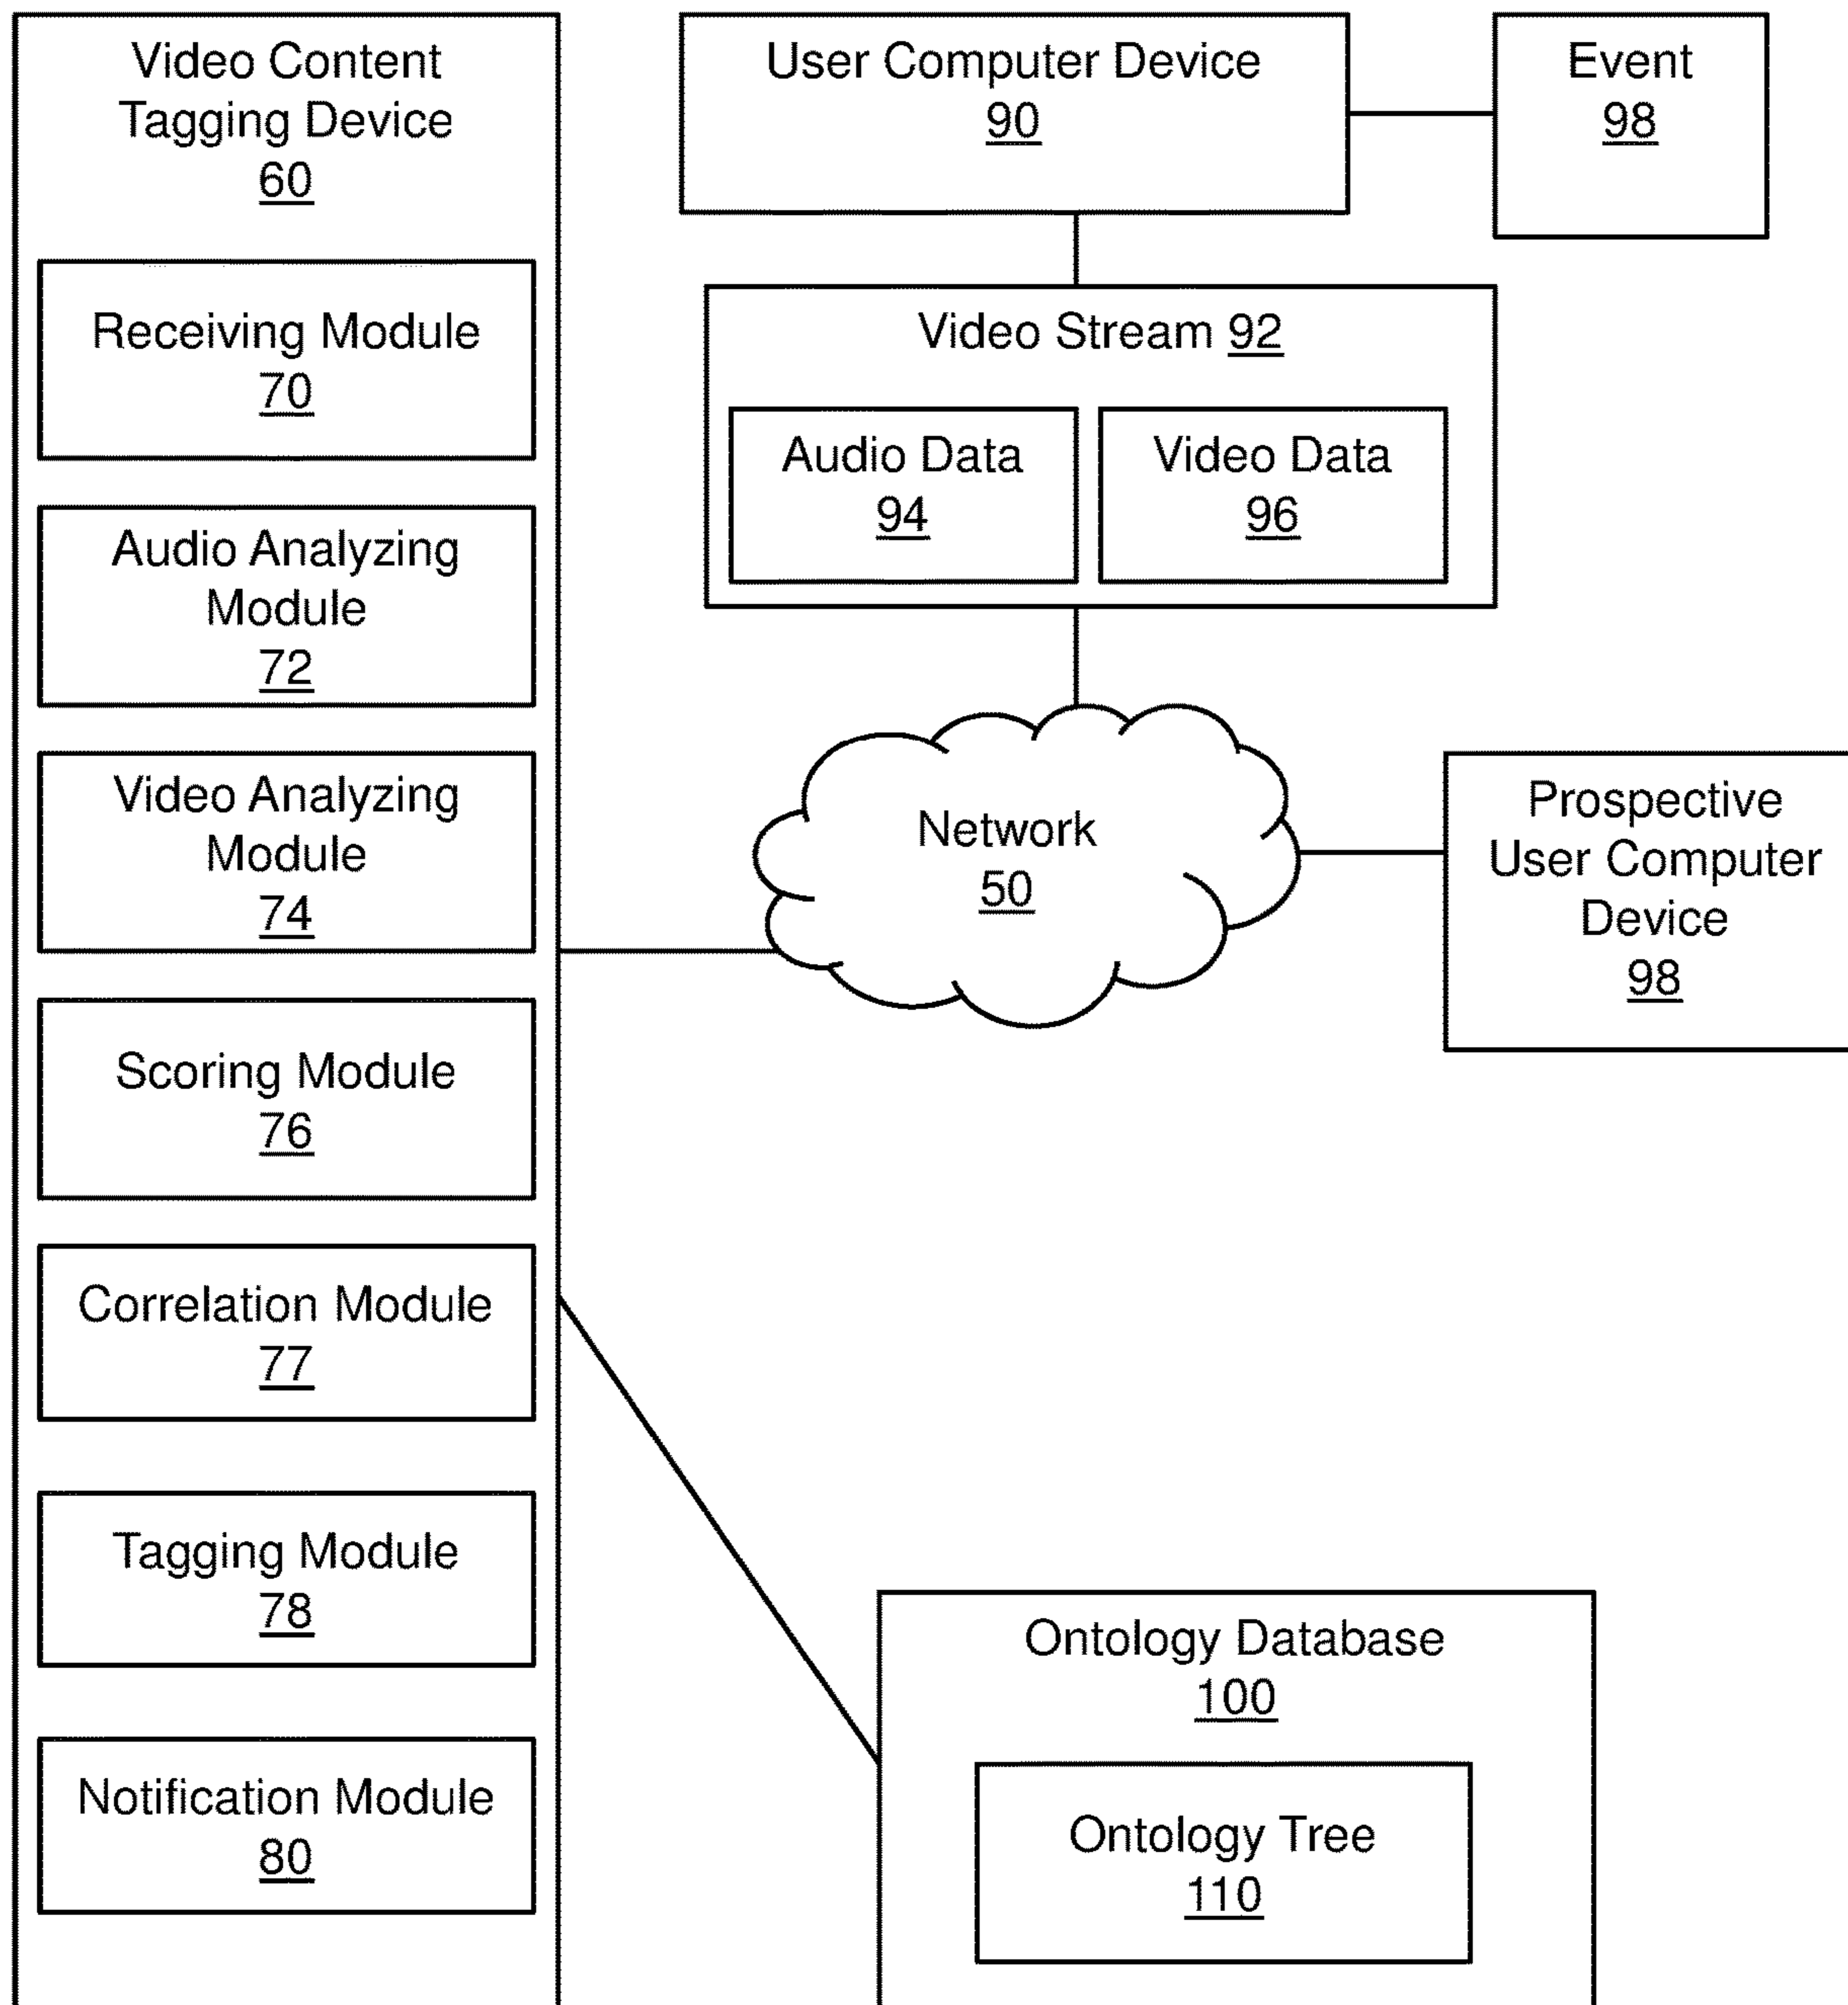 Video Content
Tagging Device
60
Receiving Module
70
Audio Analyzing
Module
72
Video Analyzing
Module
74
Scoring Module
76
Correlation Module
77
Tagging Module
78
Notification Module
80
User Computer Device
90
Event
98
Video Stream 92
Audio Data
94
Video Data
96
Network
50
Prospective
User Computer
Device
98
Ontology Database
100
Ontology Tree
110